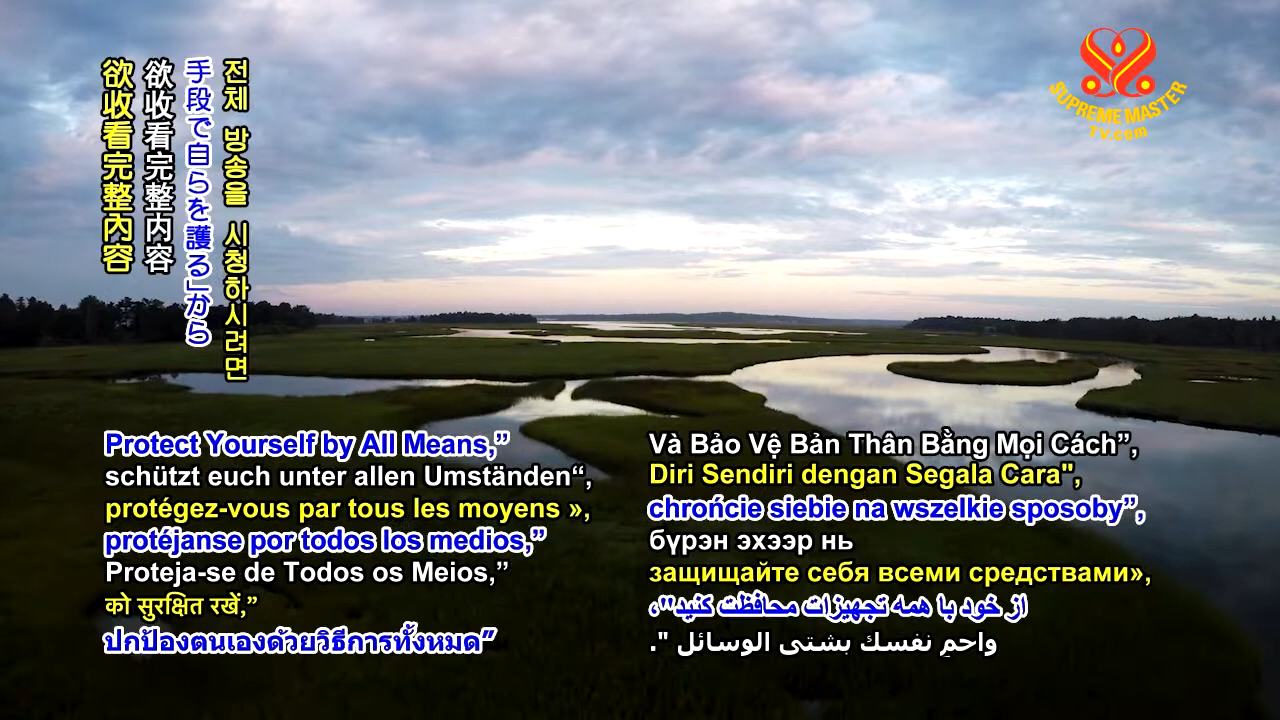 欲收看完整內容
欲收看完整内容
手段で自らを護る」から
전체 방송을 시청하시려면
SUPREME MASTER
TV.com
Protect Yourself by All Means,”
schützt euch unter allen Umständen“,
protégez-vous par tous les moyens »,
protéjanse por todos los medios,”
Proteja-se de Todos os Meios,”
को सुरक्षित रखें,”
ปกป้องตนเองด้วยวิธีการทั้งหมด”
Và Bảo Vệ Bản Thân Bằng Mọi Cách”,
Diri Sendiri dengan Segala Cara",
chrońcie siebie na wszelkie sposoby”,
бүрэн эхээр нь
защищайте себя всеми средствами»,
از خود با همه تجهیزات محافظت کنید"،
واحمِ نفسك بشتى الوسائل ".